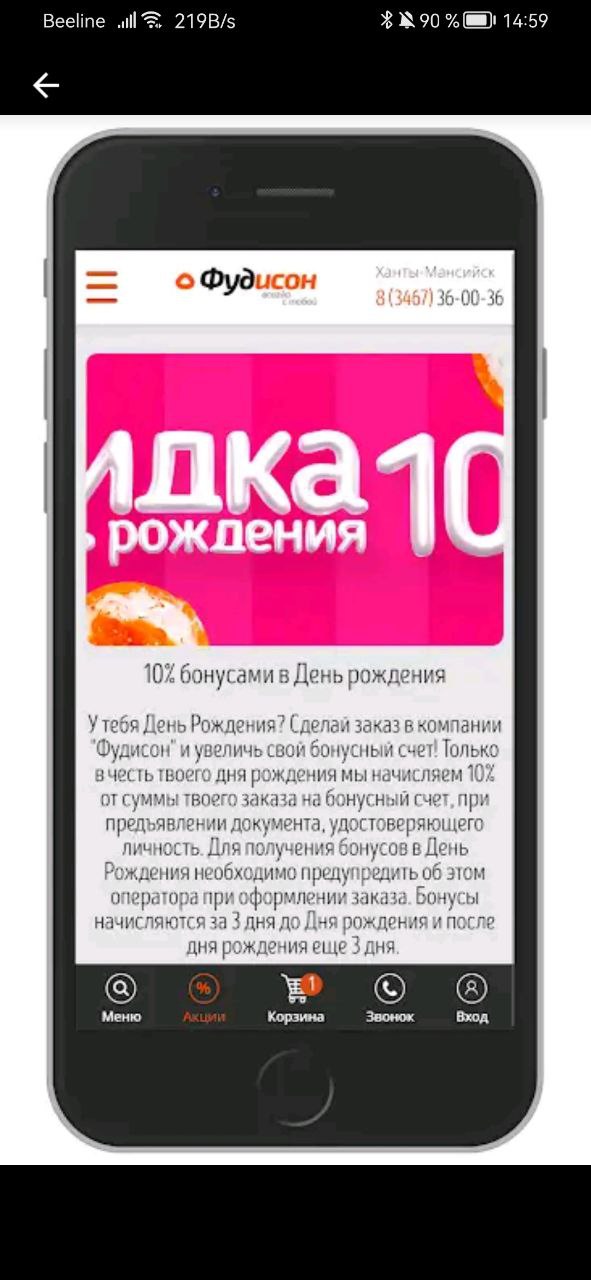 Beeline 219B/s 90 % 14:59
Фудисон
всегда
с тобой
Ханты-Мансийск
8 (3467) 36-00-36
идка 10
ь рождения
10% бонусами в День рождения
У тебя День Рождения? Сделай заказ в компании
"Фудисон" и увеличь свой бонусный счет! Только
в честь твоего дня рождения мы начисляем 10%
от суммы твоего заказа на бонусный счет, при
предъявлении документа, удостоверяющего
личность. Для получения бонусов в День
Рождения необходимо предупредить об этом
оператора при оформлении заказа. Бонусы
начисляются за 3 дня до Дня рождения и после
дня рождения еще 3 дня.
1
Меню Акции Корзина Звонок Вход